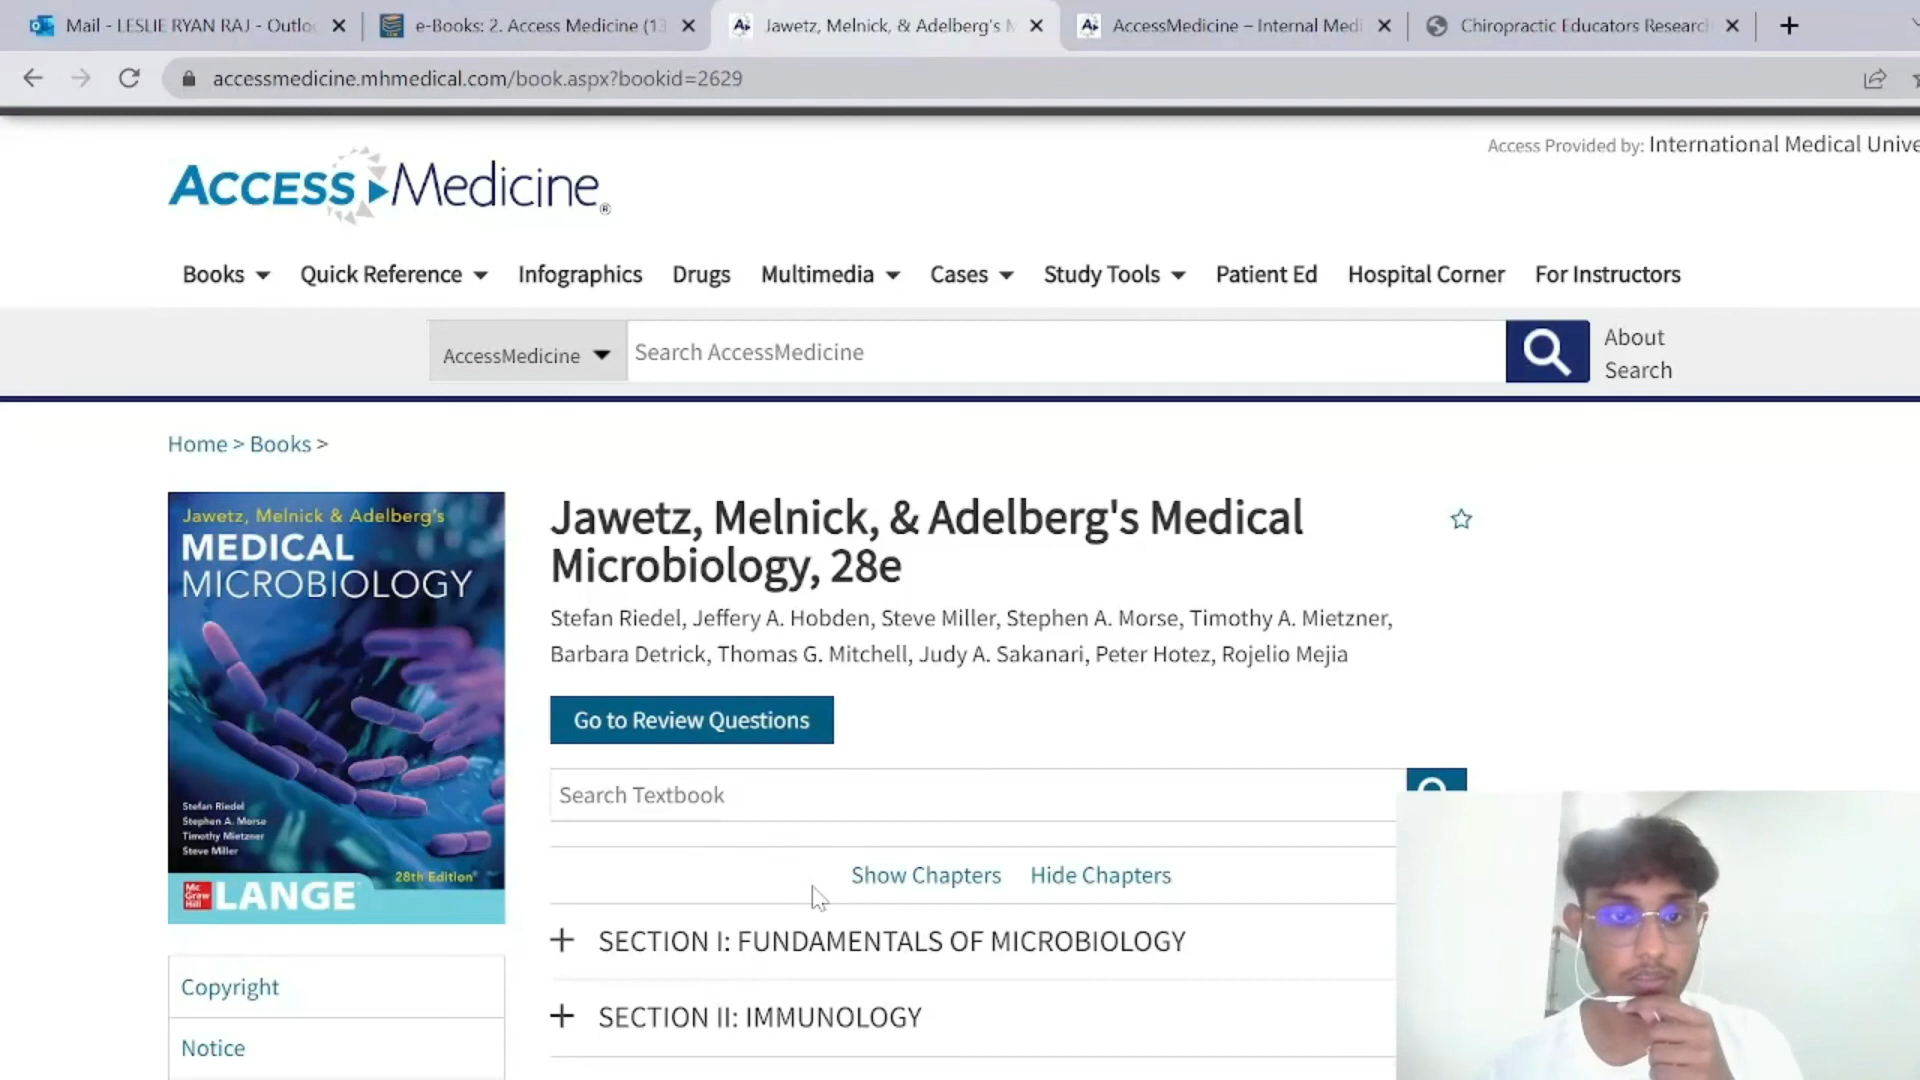 Mail - LESLIE RYAN RAJ - Outlo
e-Books: 2. Access Medicine (13
Jawetz, Melnick, & Adelberg's M
AccessMedicine – Internal Medi
Chiropractic Educators Research
accessmedicine.mhmedical.com/book.aspx?bookid=2629
Access Provided by: International Medical Unive
ACCESS Medicine®
Books Quick Reference Infographics Drugs Multimedia Cases Study Tools Patient Ed Hospital Corner For Instructors
AccessMedicine Search AccessMedicine
About
Search
Home > Books >
Jawetz, Melnick & Adelberg's
MEDICAL
MICROBIOLOGY
Stefan Riedel
Stephen A. Morse
Timothy Mietzner
Steve Miller
28th Edition
Mc
Graw
Hill
LANGE
Jawetz, Melnick, & Adelberg's Medical
Microbiology, 28e
Stefan Riedel, Jeffery A. Hobden, Steve Miller, Stephen A. Morse, Timothy A. Mietzner,
Barbara Detrick, Thomas G. Mitchell, Judy A. Sakanari, Peter Hotez, Rojelio Mejia
Go to Review Questions
Search Textbook
Show Chapters Hide Chapters
+ SECTION I: FUNDAMENTALS OF MICROBIOLOGY
+ SECTION II: IMMUNOLOGY
Copyright
Notice